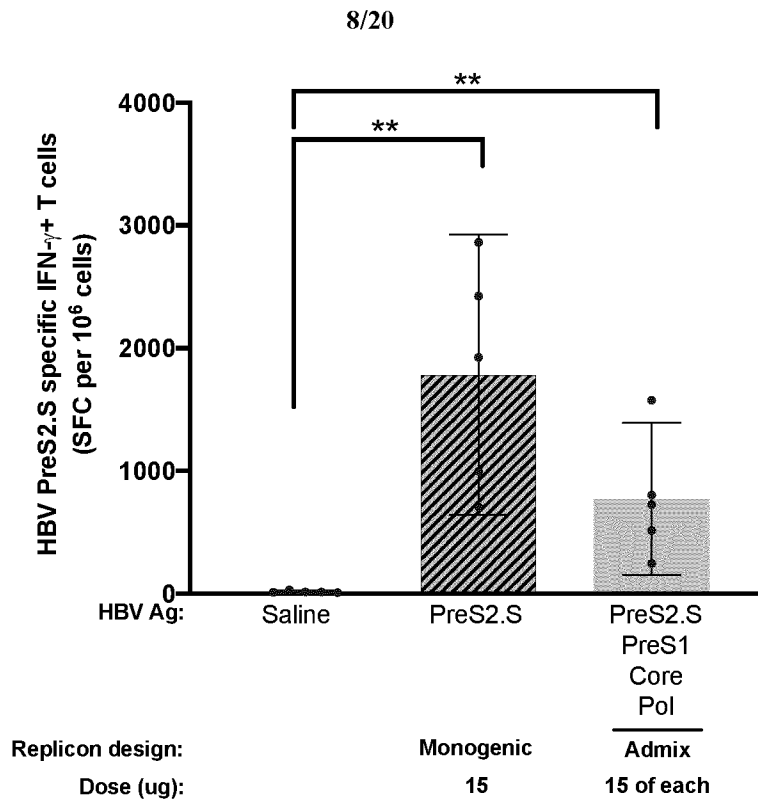 8/20
**
**
HBV PreS2.S specific IFN-γ+ T cells
(SFC per 10⁶ cells)
4000
3000
2000
1000
0
HBV Ag: Saline PreS2.S PreS2.S
PreS1
Core
Pol
Replicon design: Monogenic Admix
Dose (ug): 15 15 of each